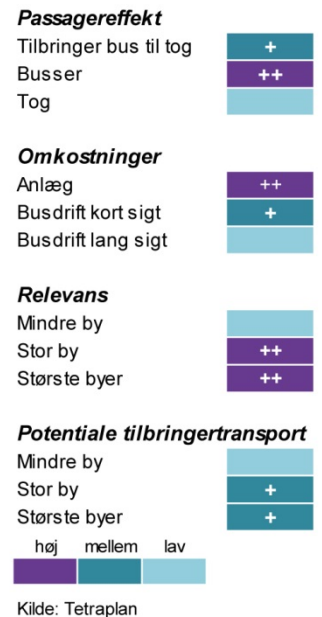 Passagereffekt
Tilbringer bus til tog +
Busser ++
Tog
Omkostninger
Anlæg ++
Busdrift kort sigt +
Busdrift lang sigt
Relevans
Mindre by
Stor by ++
Største byer ++
Potentiale tilbringertransport
Mindre by
Stor by +
Største byer +
høj mellem lav
Kilde: Tetraplan